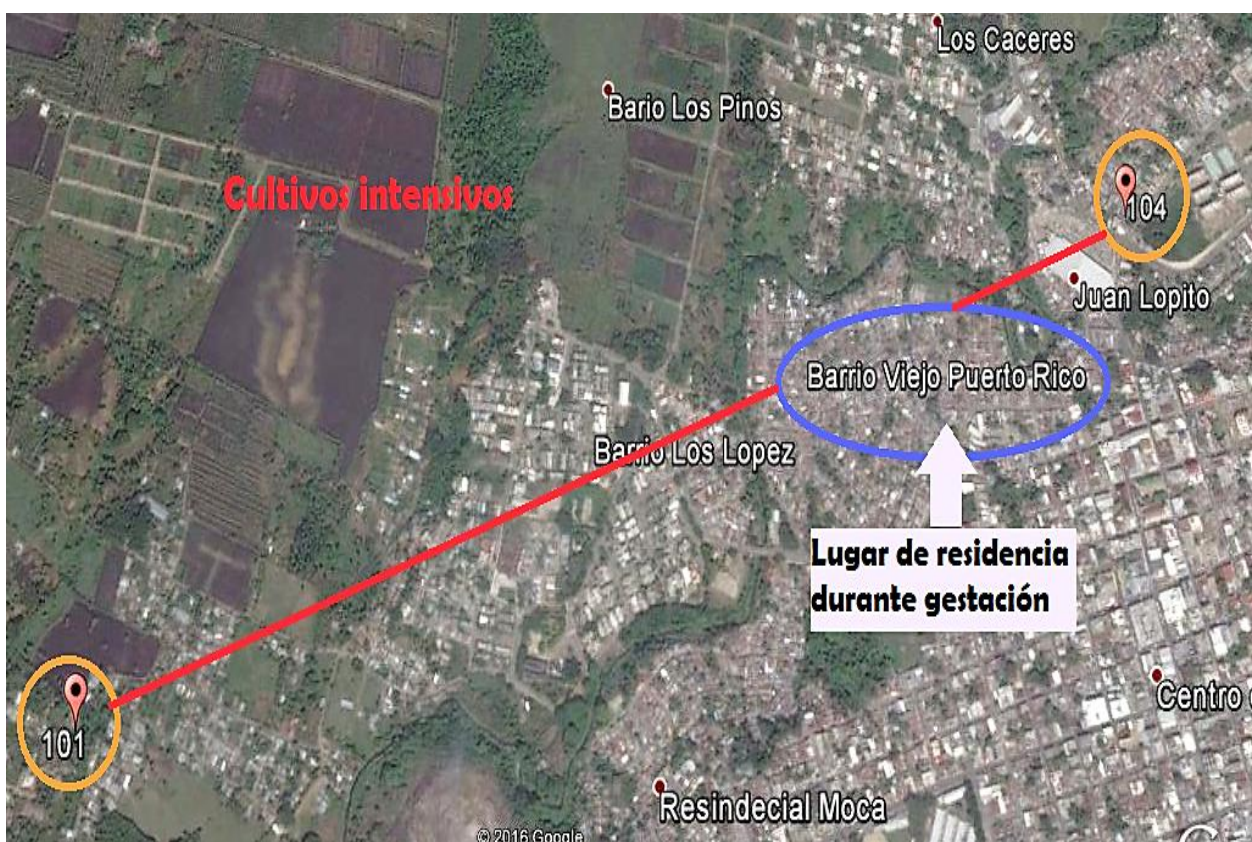 Los Caceres
Bario Los Pinos
Cultivos intensivos
104
Juan Lopito
Barrio Viejo Puerto Rico
Barrio Los Lopez
Lugar de residencia
durante gestación
101
Centro
Resindecial Moca
© 2016 Google